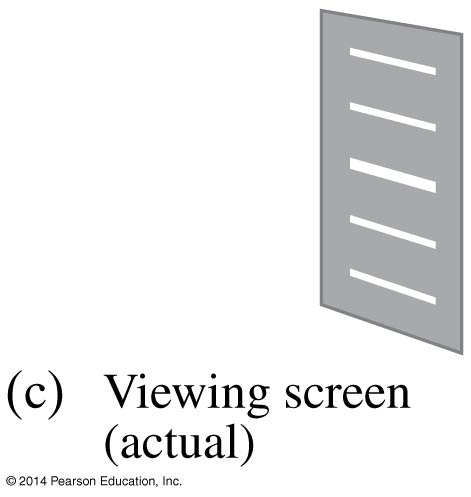 (c) Viewing screen
(actual)
© 2014 Pearson Education, Inc.